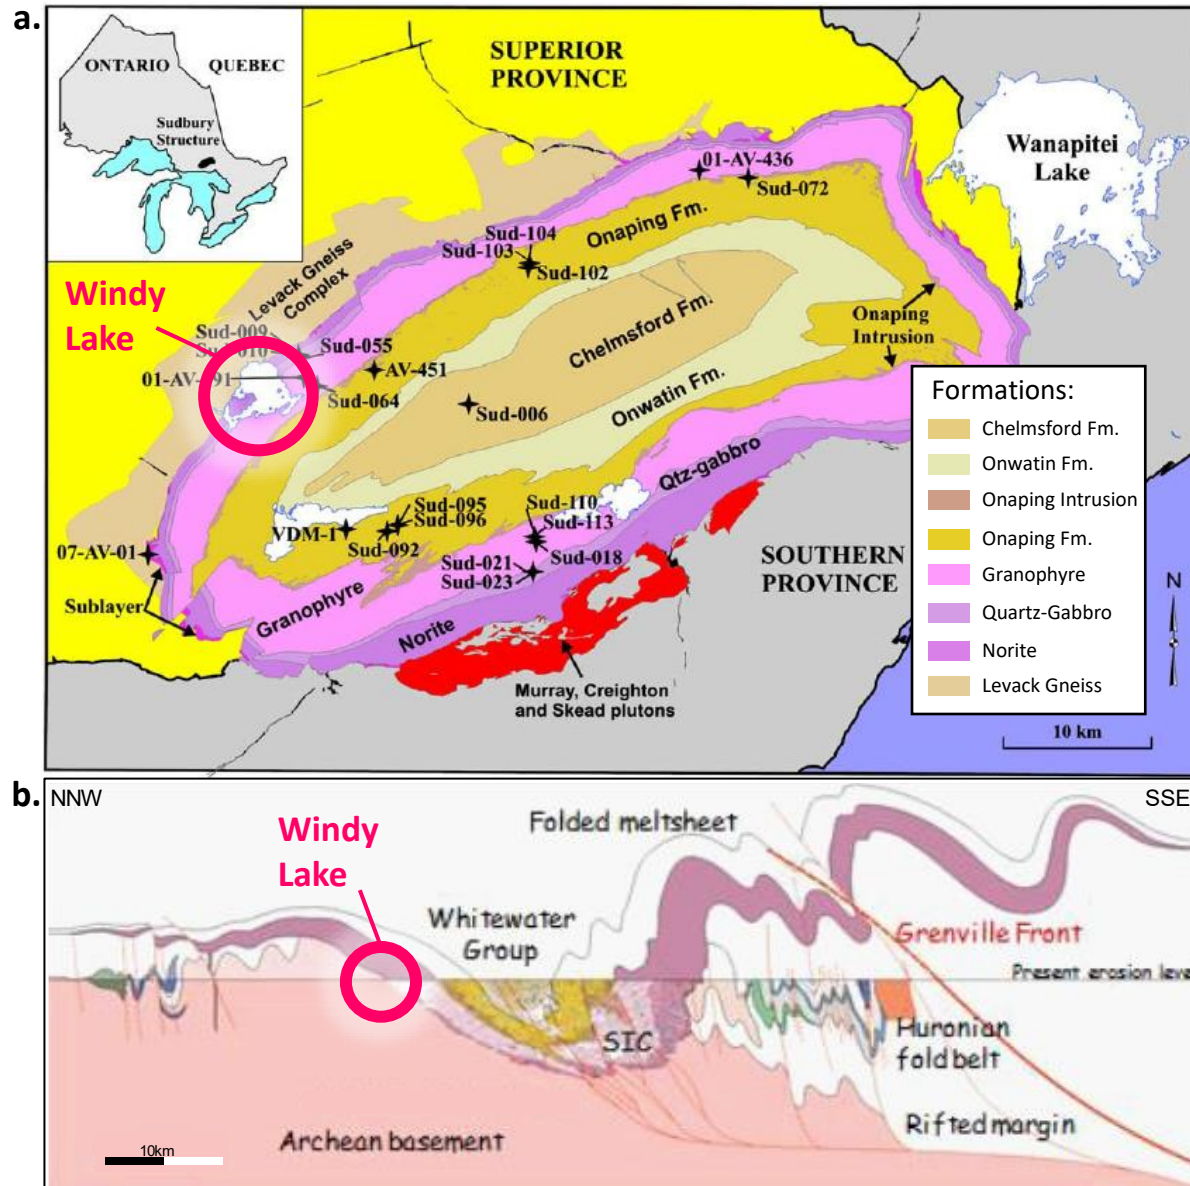 a.
ONTARIO
QUEBEC
Sudbury
Structure
SUPERIOR
PROVINCE
Wanapitei
Lake
01-AV-436
Sud-072
Onaping Fm.
Sud-104
Sud-103
Sud-102
Levack Gneiss
Complex
Windy
Lake
Sud-009
Sud-010
Sud-055
01-AV-91
AV-451
Sud-064
Sud-006
Chelmsford Fm.
Onwatin Fm.
Onaping
Intrusion
Formations:
Chelmsford Fm.
Onwatin Fm.
Onaping Intrusion
Onaping Fm.
Granophyre
Quartz-Gabbro
Norite
Levack Gneiss
Qtz-gabbro
Sud-095
Sud-096
Sud-110
Sud-113
VDM-1
Sud-092
Sud-018
Sud-021
Sud-023
07-AV-01
Sublayer
Granophyre
Norite
SOUTHERN
PROVINCE
Murray, Creighton
and Skead plutons
N
10 km
b.
NNW
SSE
Windy
Lake
Folded meltsheet
Whitewater
Group
Grenville Front
Present erosion leve
SIC
Huronian
fold belt
Rifted margin
Archean basement
10km